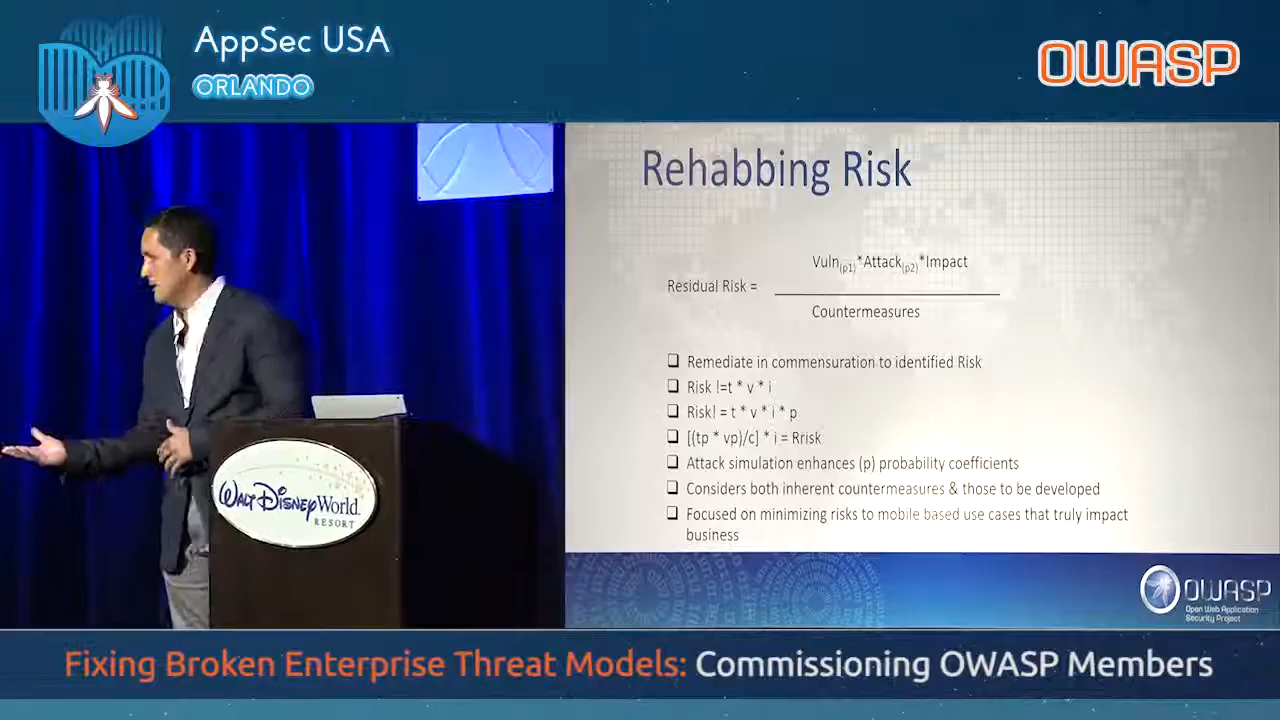 AppSec USA
ORLANDO
OWASP
Rehabbing Risk
Vuln(p1)*Attack(p2)*Impact
Residual Risk =
Countermeasures
❑ Remediate in commensuration to identified Risk
❑ Risk !=t * v * i
❑ Risk! = t * v * i * p
❑ [(tp * vp)/c] * i = Rrisk
❑ Attack simulation enhances (p) probability coefficients
❑ Considers both inherent countermeasures & those to be developed
❑ Focused on minimizing risks to mobile based use cases that truly impact
business
WALT DISNEY World.
RESORT
OWASP
Open Web Application
Security Project
Fixing Broken Enterprise Threat Models: Commissioning OWASP Members